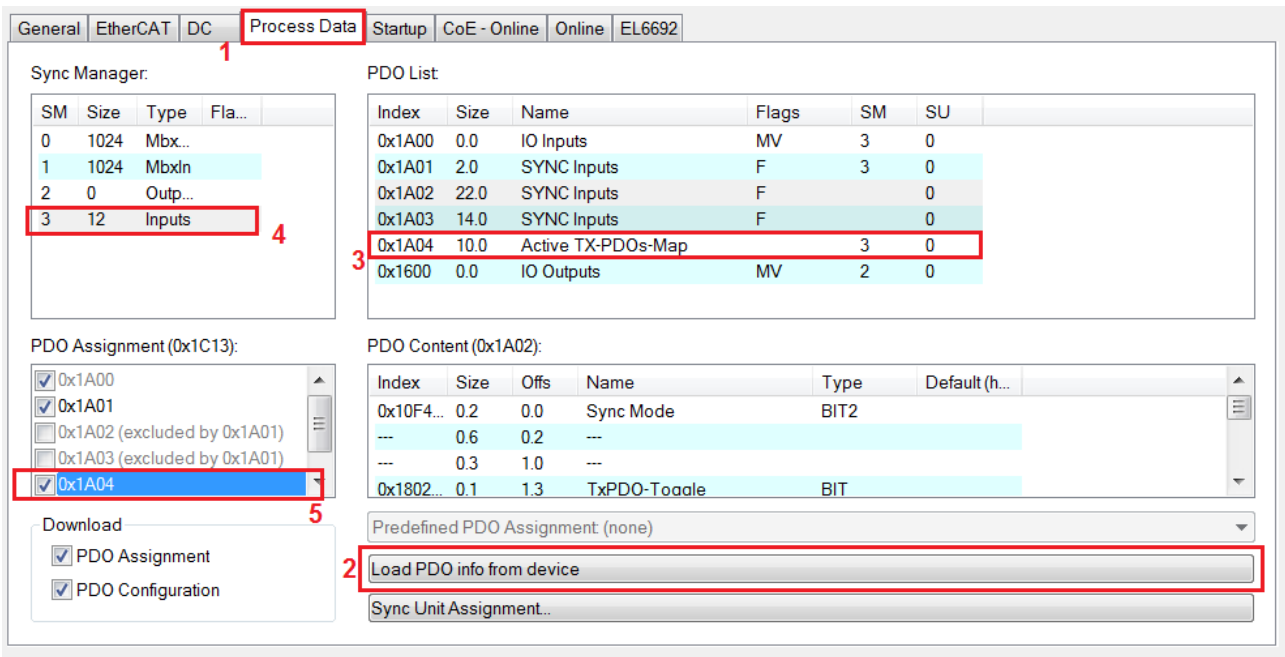 General EtherCAT DC Process Data Startup CoE - Online Online EL6692
1
Sync Manager:
SM Size Type Fla...
0 1024 Mbx...
1 1024 MbxIn
2 0 Outp...
3 12 Inputs
4
PDO List:
Index Size Name Flags SM SU
0x1A00 0.0 IO Inputs MV 3 0
0x1A01 2.0 SYNC Inputs F 3 0
0x1A02 22.0 SYNC Inputs F 0
0x1A03 14.0 SYNC Inputs F 0
0x1A04 10.0 Active TX-PDOs-Map 3 0
3
0x1600 0.0 IO Outputs MV 2 0
PDO Assignment (0x1C13):
0x1A00
0x1A01
0x1A02 (excluded by 0x1A01)
0x1A03 (excluded by 0x1A01)
0x1A04
5
PDO Content (0x1A02):
Index Size Offs Name Type Default (h...
0x10F4... 0.2 0.0 Sync Mode BIT2
--- 0.6 0.2 ---
--- 0.3 1.0 ---
0x1802... 0.1 1.3 TxPDO-Toggle BIT
Download
PDO Assignment
PDO Configuration
Predefined PDO Assignment: (none)
2
Load PDO info from device
Sync Unit Assignment...